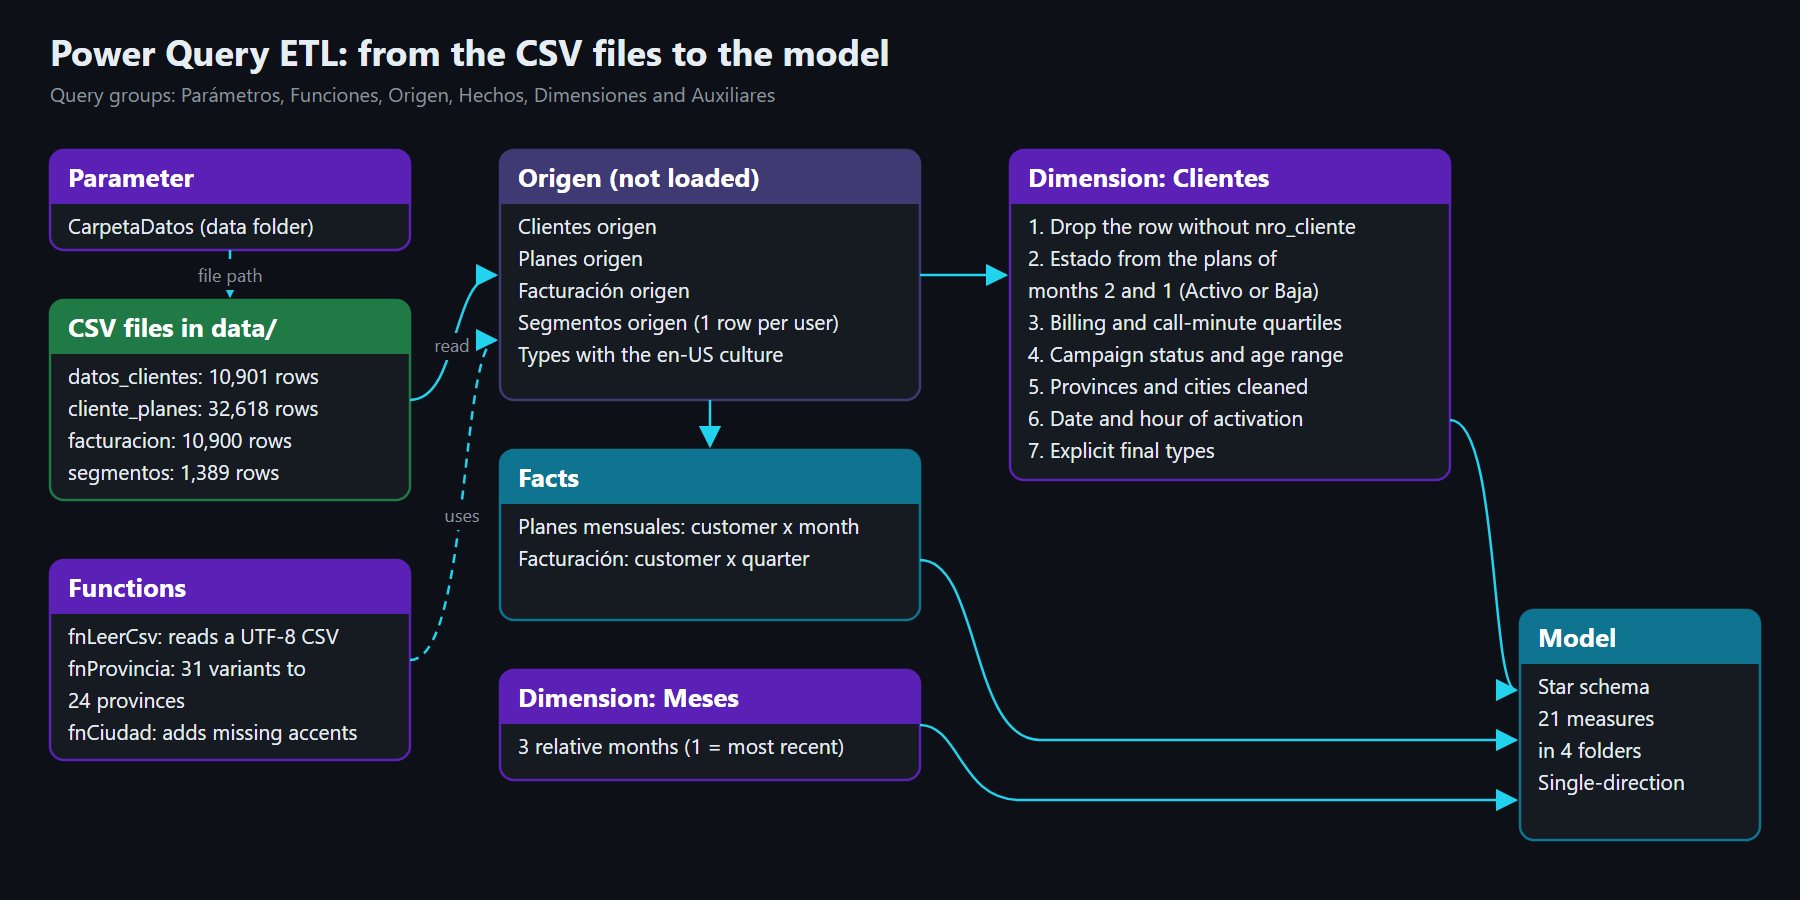 Power Query ETL: from the CSV files to the model
Query groups: Parámetros, Funciones, Origen, Hechos, Dimensiones and Auxiliares
Parameter
CarpetaDatos (data folder)
file path
CSV files in data/
datos_clientes: 10,901 rows
cliente_planes: 32,618 rows
facturacion: 10,900 rows
segmentos: 1,389 rows
Functions
fnLeerCsv: reads a UTF-8 CSV
fnProvincia: 31 variants to
24 provinces
fnCiudad: adds missing accents
read
uses
Origen (not loaded)
Clientes origen
Planes origen
Facturación origen
Segmentos origen (1 row per user)
Types with the en-US culture
Facts
Planes mensuales: customer x month
Facturación: customer x quarter
Dimension: Meses
3 relative months (1 = most recent)
Dimension: Clientes
1. Drop the row without nro_cliente
2. Estado from the plans of
months 2 and 1 (Activo or Baja)
3. Billing and call-minute quartiles
4. Campaign status and age range
5. Provinces and cities cleaned
6. Date and hour of activation
7. Explicit final types
Model
Star schema
21 measures
in 4 folders
Single-direction